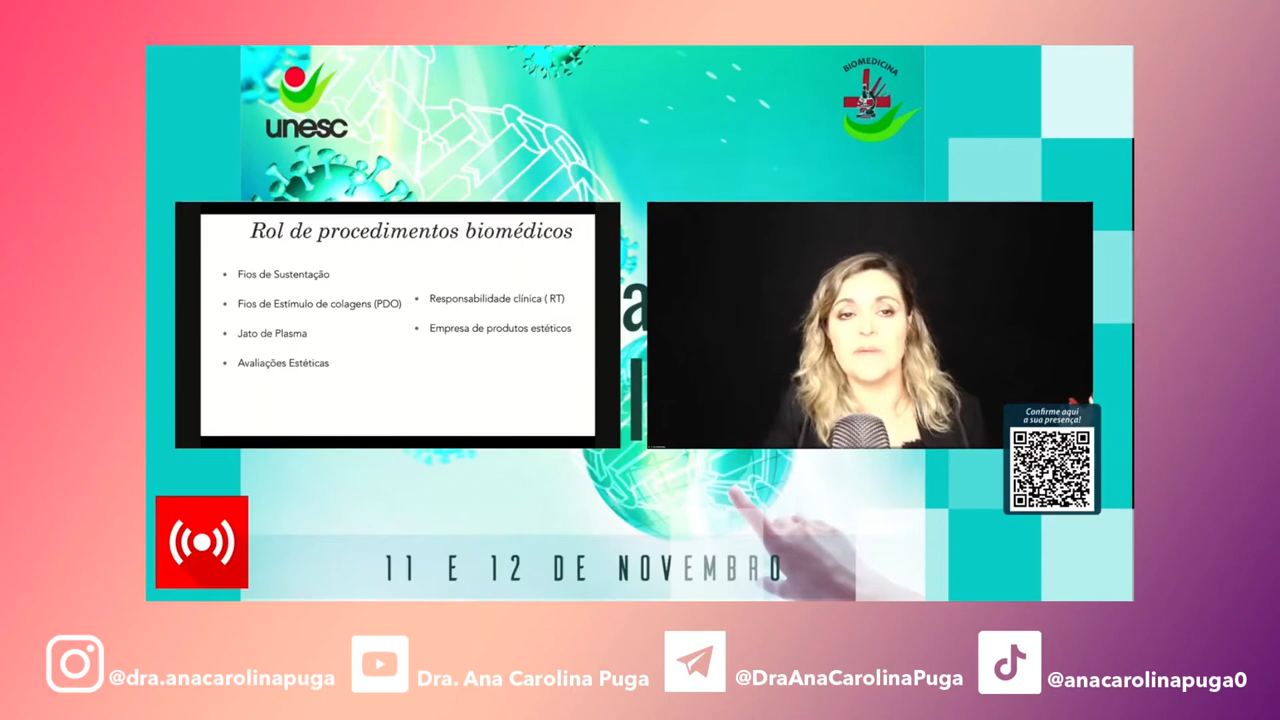 unesc
BIOMEDICINA
Rol de procedimentos biomédicos
• Fios de Sustentação
• Fios de Estímulo de colagens (PDO)
• Jato de Plasma
• Avaliações Estéticas
• Responsabilidade clínica ( RT)
• Empresa de produtos estéticos
Confirme aqui
a sua presença!
11 E 12 DE NOVEMBRO
@dra.anacarolinapuga
Dra. Ana Carolina Puga
@DraAnaCarolinaPuga
@anacarolinapuga0